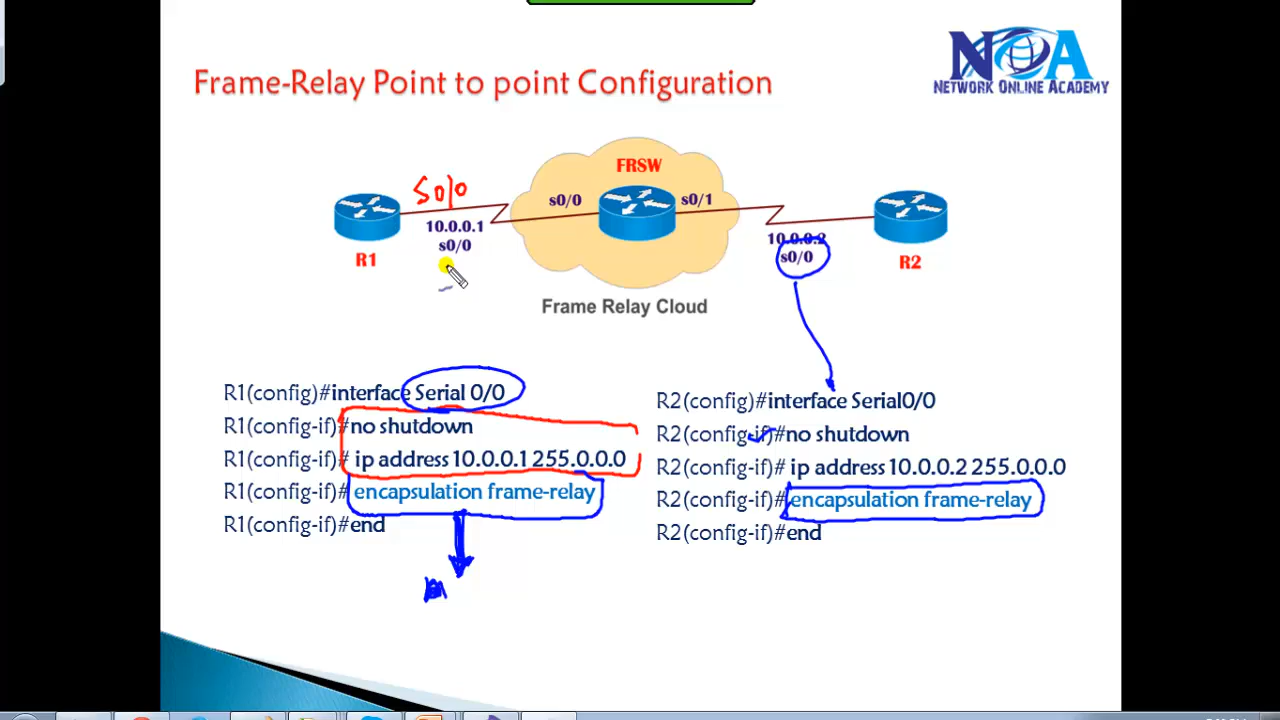 NOA
NETWORK ONLINE ACADEMY
Frame-Relay Point to point Configuration
FRSW
S0/0
s0/0
s0/1
10.0.0.1
s0/0
10.0.0.2
s0/0
R1
R2
Frame Relay Cloud
R1(config)#interface Serial 0/0
R1(config-if)#no shutdown
R1(config-if)# ip address 10.0.0.1 255.0.0.0
R1(config-if)# encapsulation frame-relay
R1(config-if)#end
R2(config)#interface Serial0/0
R2(config-if)#no shutdown
R2(config-if)# ip address 10.0.0.2 255.0.0.0
R2(config-if)#encapsulation frame-relay
R2(config-if)#end